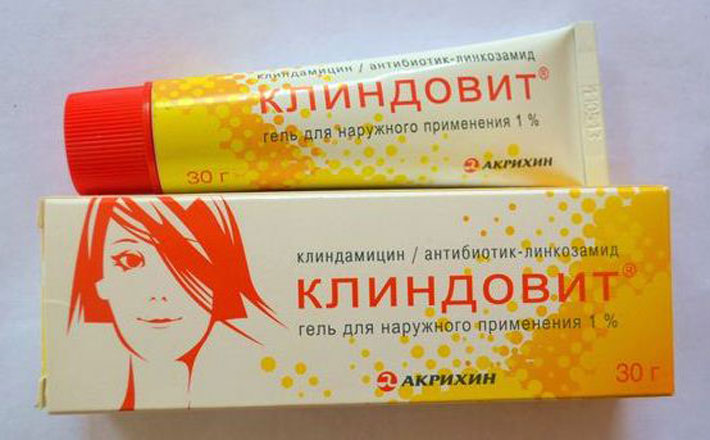 клиндамицин / антибиотик-линкозамид
КЛИНДОВИТ®
гель для наружного применения 1 %
АКРИХИН
30 г
клиндамицин / антибиотик-линкозамид
КЛИНДОВИТ®
гель для наружного применения 1 %
АКРИХИН
30 г